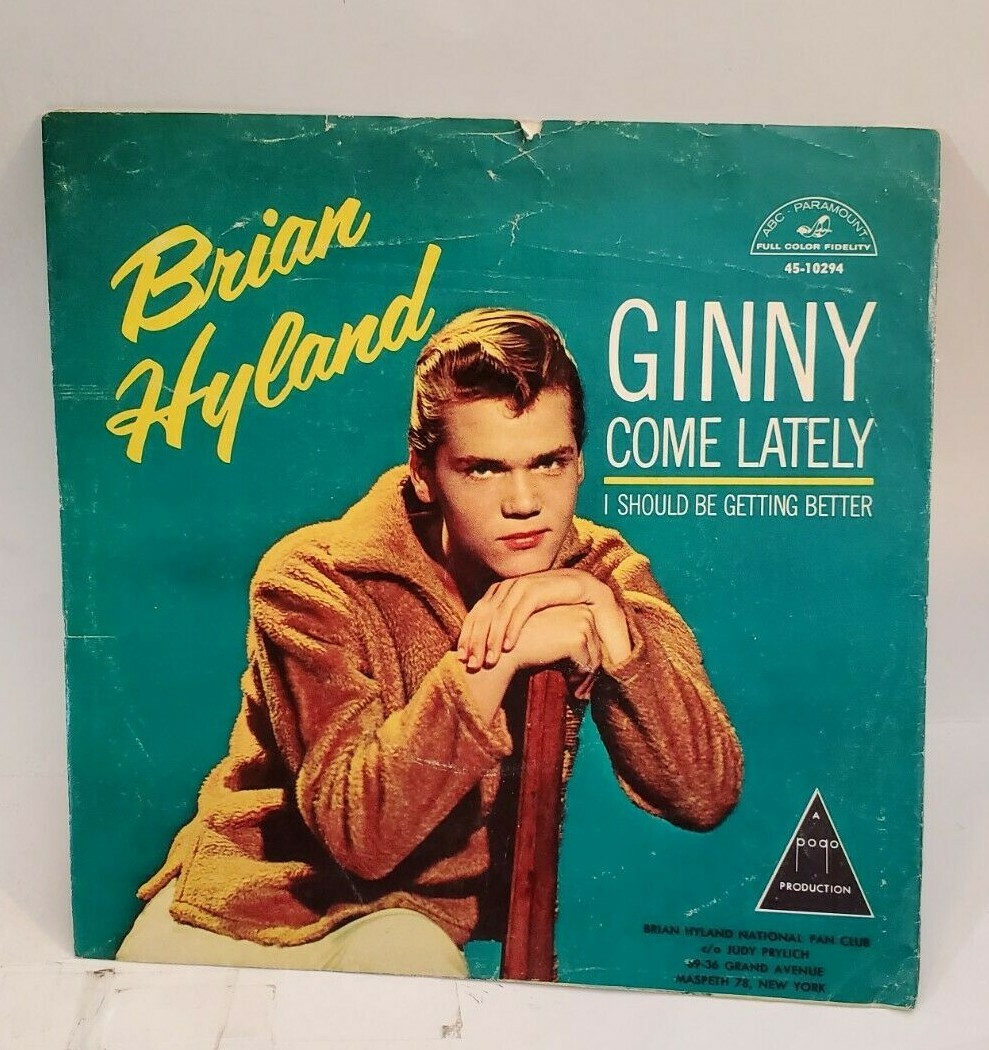 Brian
Hyland
ABC - PARAMOUNT
FULL COLOR FIDELITY
45-10294
GINNY
COME LATELY
I SHOULD BE GETTING BETTER
A
pogo
PRODUCTION
BRIAN HYLAND NATIONAL FAN CLUB
c/o JUDY PRYLICH
69-36 GRAND AVENUE
MASPETH 78, NEW YORK